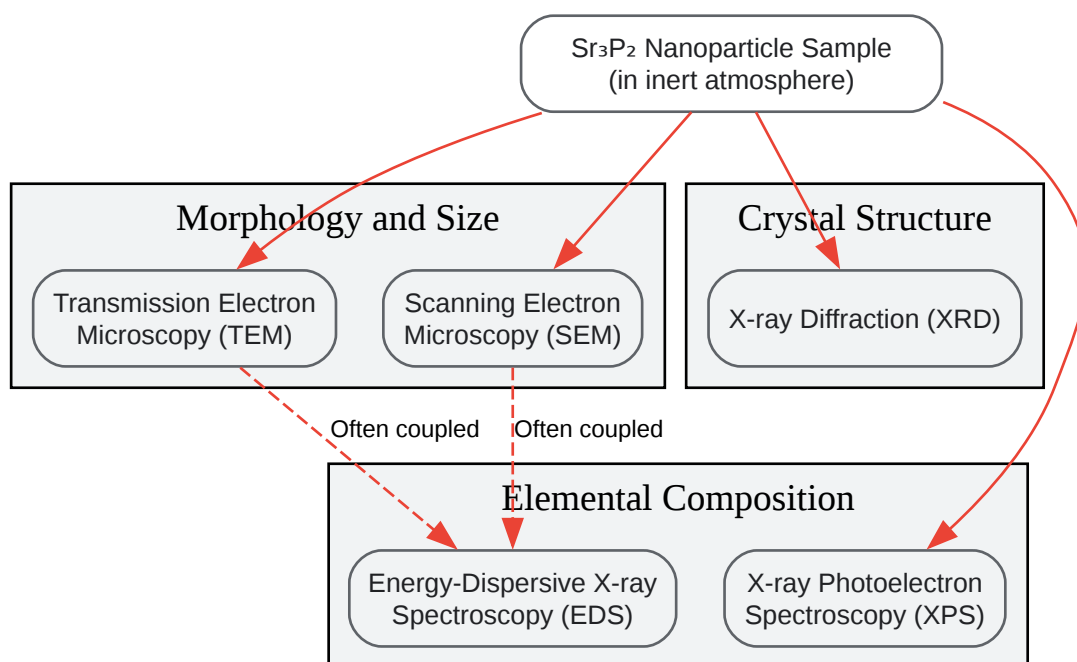 Sr₃P₂ Nanoparticle Sample
(in inert atmosphere)
Morphology and Size
Crystal Structure
Transmission Electron
Microscopy (TEM)
Scanning Electron
Microscopy (SEM)
X-ray Diffraction (XRD)
Often coupled
Often coupled
Elemental Composition
Energy-Dispersive X-ray
Spectroscopy (EDS)
X-ray Photoelectron
Spectroscopy (XPS)